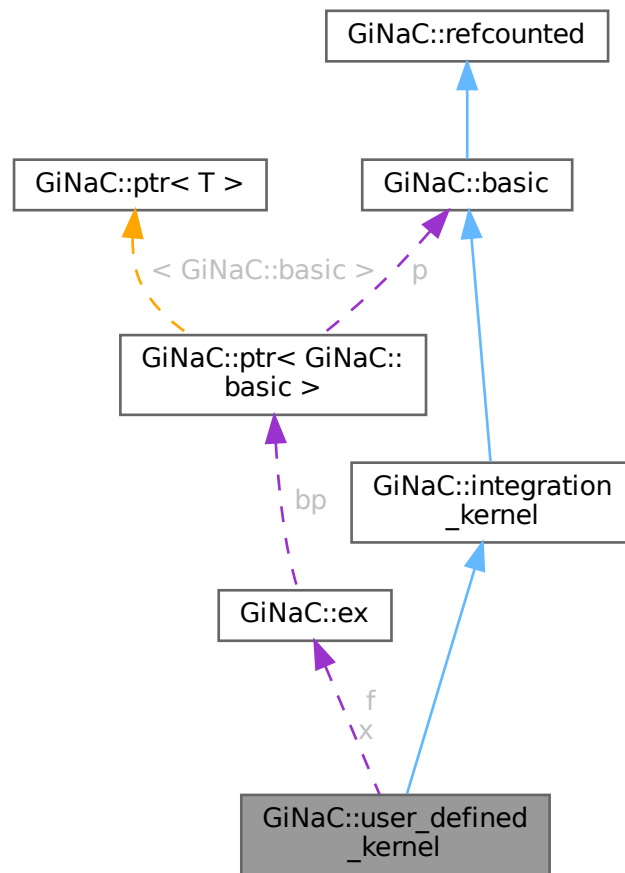 GiNaC::refcounted
GiNaC::ptr< T >
GiNaC::basic
< GiNaC::basic >
p
GiNaC::ptr< GiNaC::
basic >
GiNaC::integration
_kernel
bp
GiNaC::ex
f
x
GiNaC::user_defined
_kernel